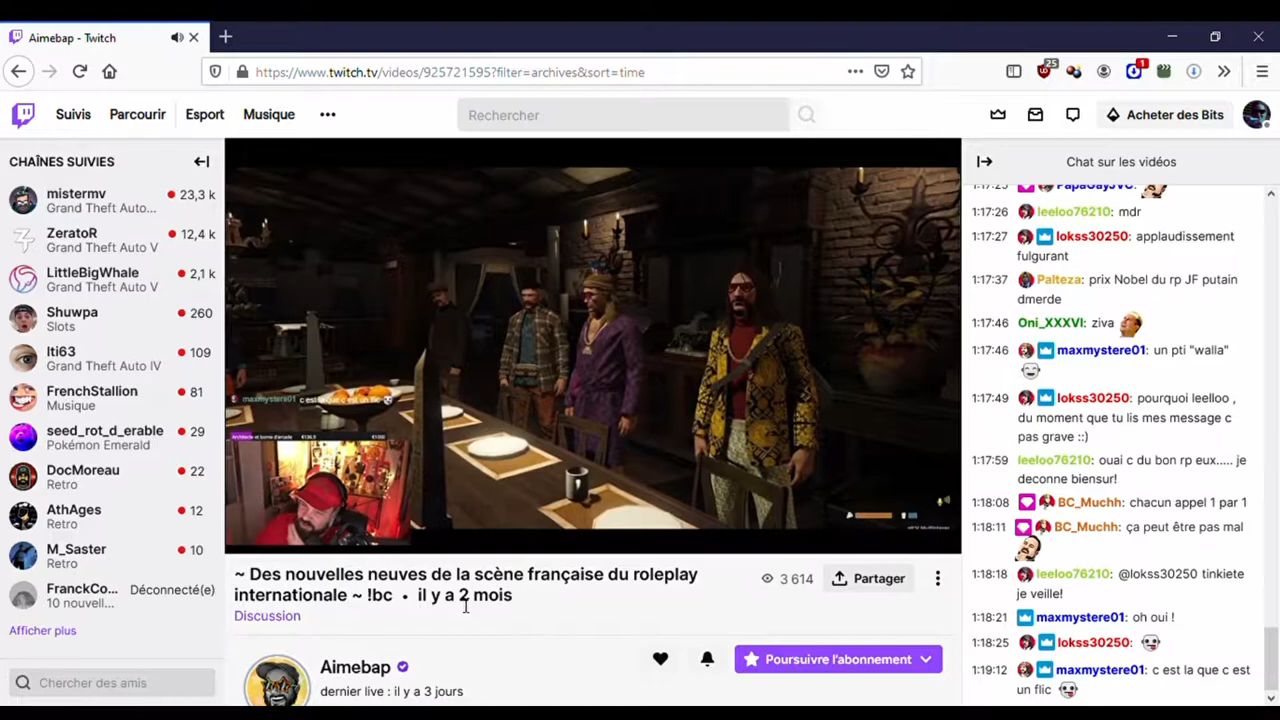 Aimebap - Twitch
https://www.twitch.tv/videos/925721595?filter=archives&sort=time
25
1
Suivis
Parcourir
Esport
Musique
Rechercher
Acheter des Bits
CHAÎNES SUIVIES
mistermv
23,3 k
Grand Theft Auto...
ZeratoR
12,4 k
Grand Theft Auto V
LittleBigWhale
2,1 k
Grand Theft Auto V
Shuwpa
260
Slots
Iti63
109
Grand Theft Auto IV
FrenchStallion
81
Musique
seed_rot_d_erable
29
Pokémon Emerald
DocMoreau
22
Retro
AthAges
12
Retro
M_Saster
10
Retro
FranckCo...
Déconnecté(e)
10 nouvell...
Afficher plus
Chercher des amis
maxmystere01
~ Des nouvelles neuves de la scène française du roleplay
internationale ~ !bc • il y a 2 mois
Discussion
3 614
Partager
Aimebap
dernier live : il y a 3 jours
Poursuivre l'abonnement
Chat sur les vidéos
1:17:25 PapaGayJVC:
1:17:26 leeloo76210: mdr
1:17:27 lokss30250: applaudissement
fulgurant
1:17:37 Palteza: prix Nobel du rp JF putain
dmerde
1:17:46 Oni_XXXVI: ziva
1:17:46 maxmystere01: un pti "walla"
1:17:49 lokss30250: pourquoi leelloo ,
du moment que tu lis mes message c
pas grave ::)
1:17:59 leeloo76210: ouai c du bon rp eux..... je
deconne biensur!
1:18:08 BC_Muchh: chacun appel 1 par 1
1:18:11 BC_Muchh: ça peut être pas mal
1:18:18 leeloo76210: @lokss30250 tinkiete
je veille!
1:18:21 maxmystere01: oh oui !
1:18:25 lokss30250:
1:19:12 maxmystere01: c est la que c est
un flic